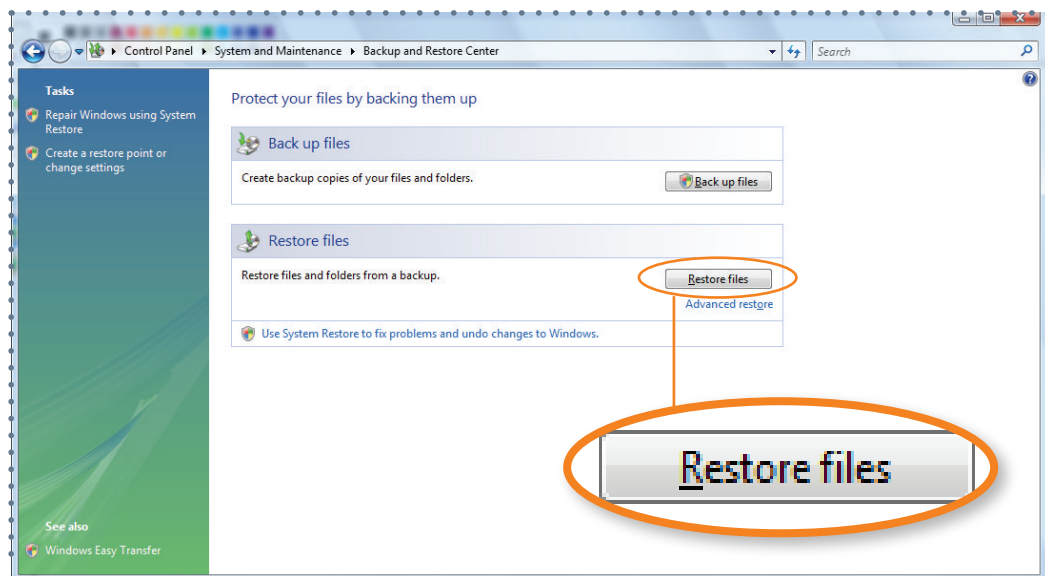 Control Panel ▸ System and Maintenance ▸ Backup and Restore Center
Search
Tasks
Repair Windows using System
Restore
Create a restore point or
change settings
See also
Windows Easy Transfer
Protect your files by backing them up
Back up files
Create backup copies of your files and folders.
Back up files
Restore files
Restore files and folders from a backup.
Restore files
Advanced restore
Use System Restore to fix problems and undo changes to Windows.
Restore files